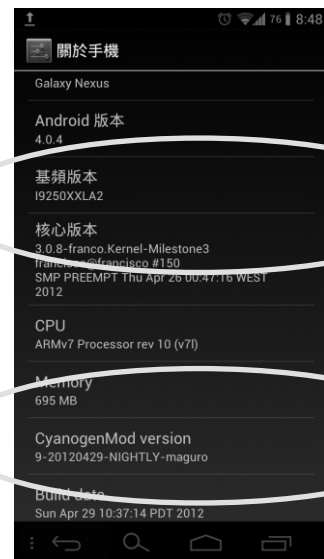 76 8:48
關於手機
Galaxy Nexus
Android 版本
4.0.4
基頻版本
I9250XXLA2
核心版本
3.0.8-franco.Kernel-Milestone3
francisco@francisco #150
SMP PREEMPT Thu Apr 26 00:47:16 WEST
2012
CPU
ARMv7 Processor rev 10 (v7l)
Memory
695 MB
CyanogenMod version
9-20120429-NIGHTLY-maguro
Build date
Sun Apr 29 10:37:14 PDT 2012